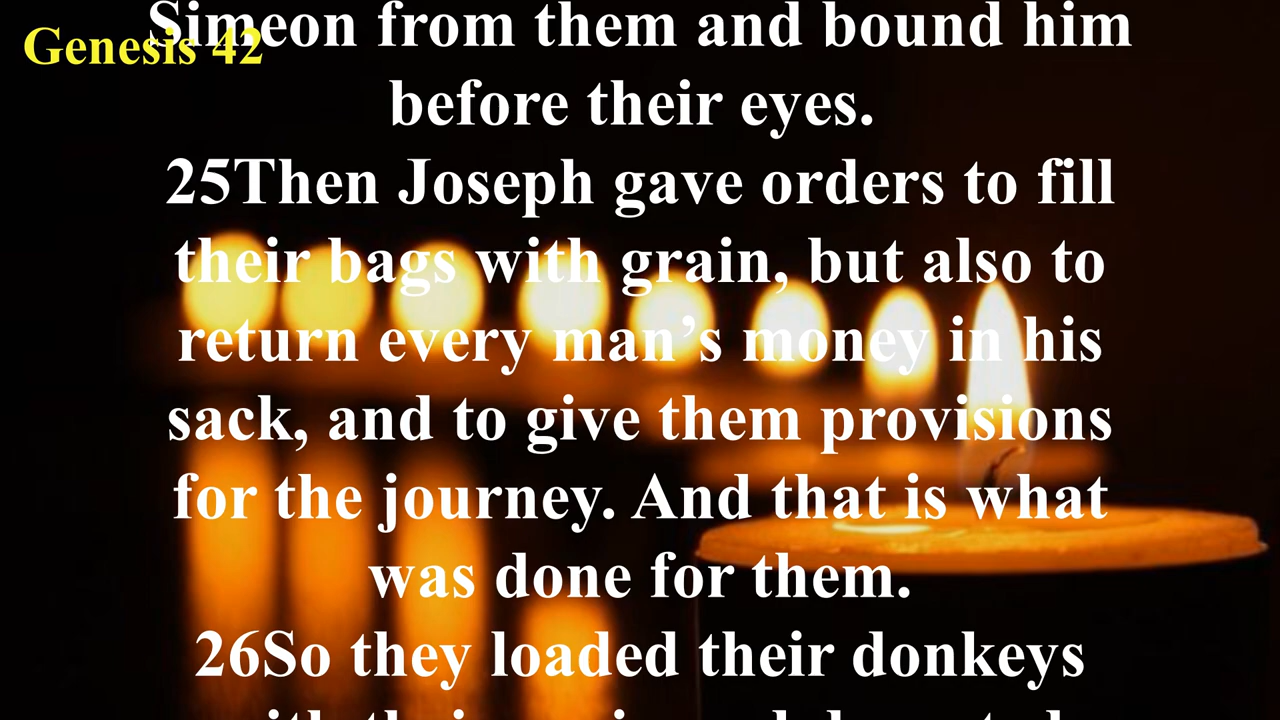 Genesis 42
Simeon from them and bound him
before their eyes.
25Then Joseph gave orders to fill
their bags with grain, but also to
return every man’s money in his
sack, and to give them provisions
for the journey. And that is what
was done for them.
26So they loaded their donkeys